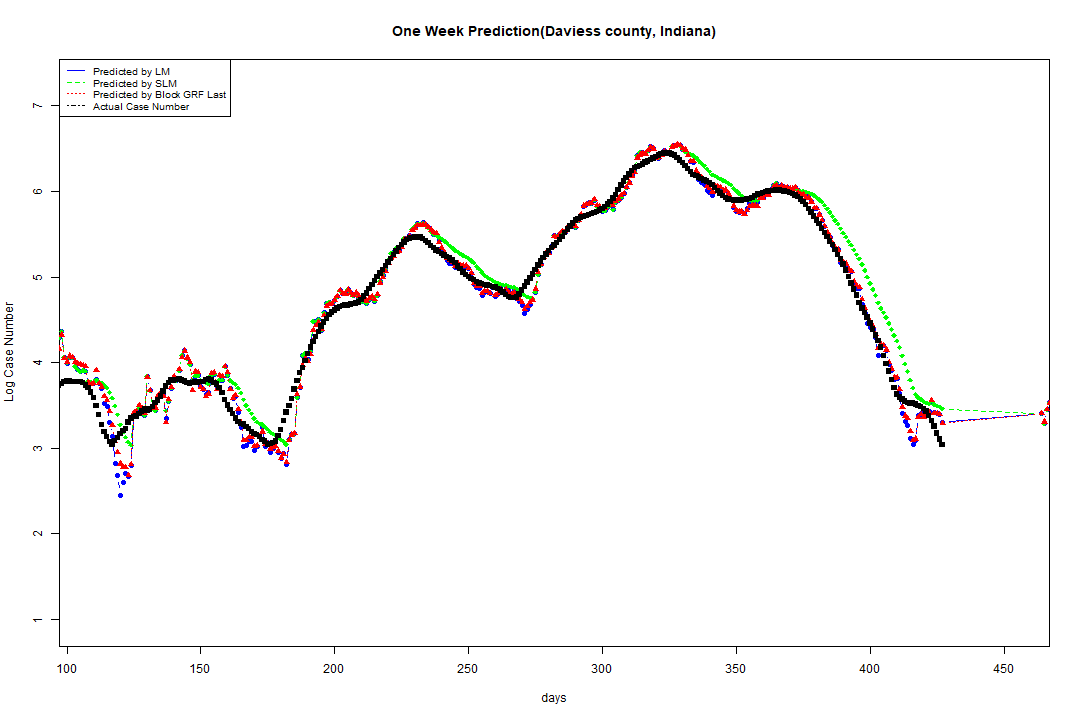 One Week Prediction(Daviess county, Indiana)
Predicted by LM
Predicted by SLM
Predicted by Block GRF Last
Actual Case Number
7
6
5
4
3
2
1
Log Case Number
100 150 200 250 300 350 400 450
days